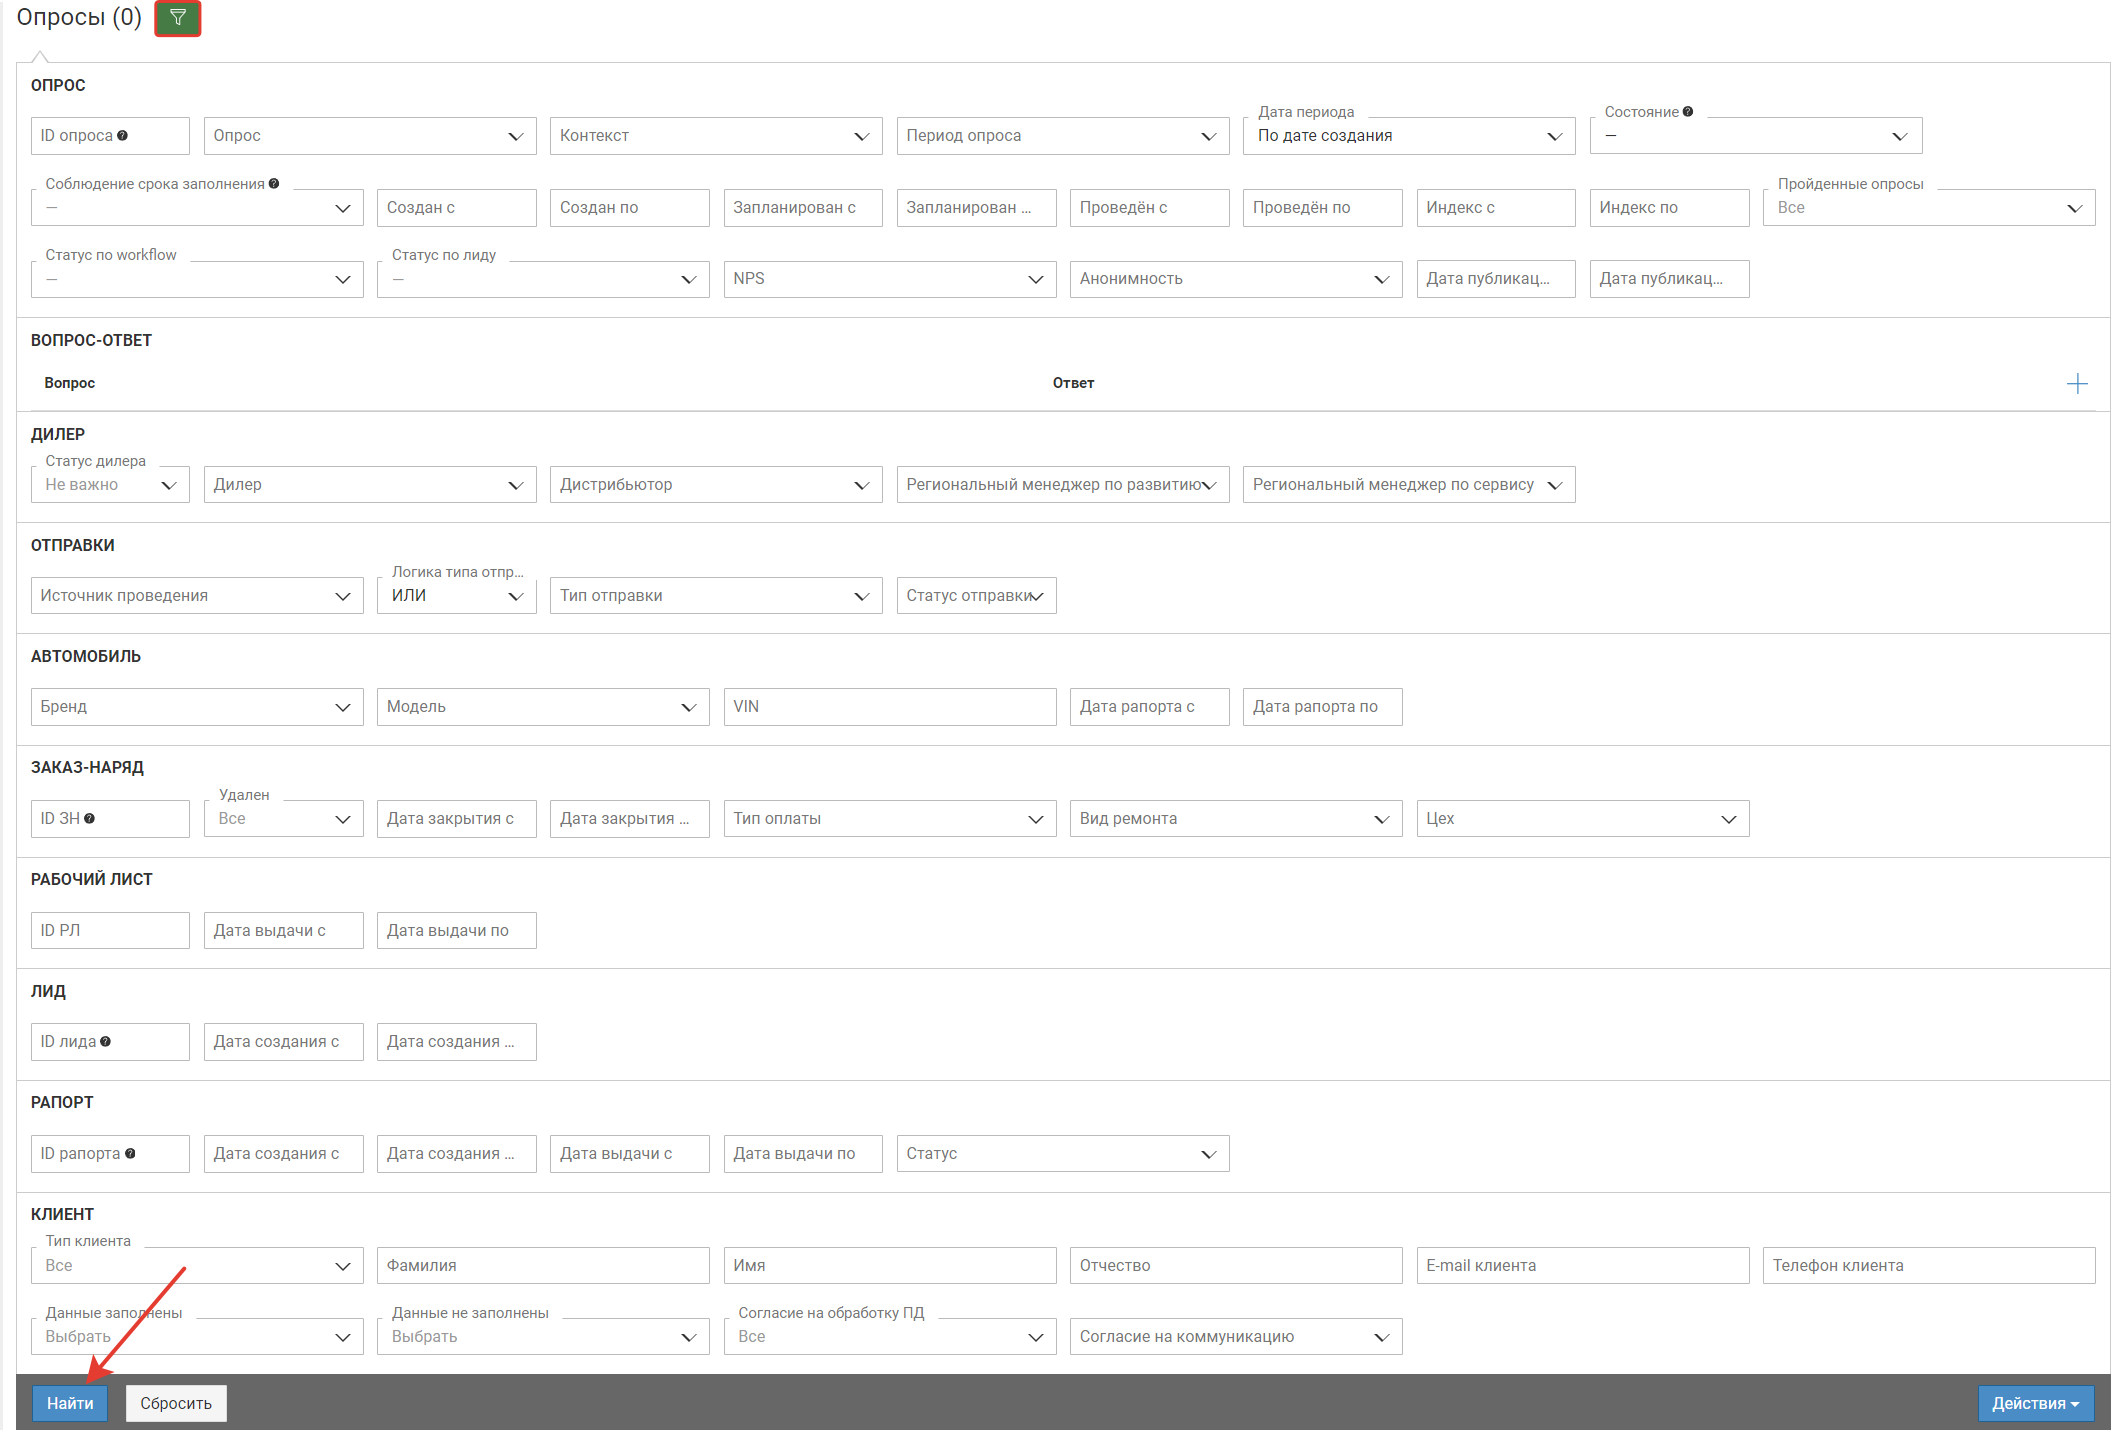 Опросы (0)
ОПРОС
Дата периода Состояние
ID опроса Опрос Контекст Период опроса По дате создания —
Соблюдение срока заполнения Пройденные опросы
— Создан с Создан по Запланирован с Запланирован ... Проведён с Проведён по Индекс с Индекс по Все
Статус по workflow Статус по лиду
— — NPS Анонимность Дата публикац... Дата публикац...
ВОПРОС-ОТВЕТ
Вопрос Ответ
ДИЛЕР
Статус дилера
Не важно Дилер Дистрибьютор Региональный менеджер по развитию Региональный менеджер по сервису
ОТПРАВКИ
Логика типа отпр...
Источник проведения ИЛИ Тип отправки Статус отправки
АВТОМОБИЛЬ
Бренд Модель VIN Дата рапорта с Дата рапорта по
ЗАКАЗ-НАРЯД
Удален
ID ЗН Все Дата закрытия с Дата закрытия ... Тип оплаты Вид ремонта Цех
РАБОЧИЙ ЛИСТ
ID РЛ Дата выдачи с Дата выдачи по
ЛИД
ID лида Дата создания с Дата создания ...
РАПОРТ
ID рапорта Дата создания с Дата создания ... Дата выдачи с Дата выдачи по Статус
КЛИЕНТ
Тип клиента
Все Фамилия Имя Отчество E-mail клиента Телефон клиента
Данные заполнены Данные не заполнены Согласие на обработку ПД
Выбрать Выбрать Все Согласие на коммуникацию
Найти Сбросить Действия